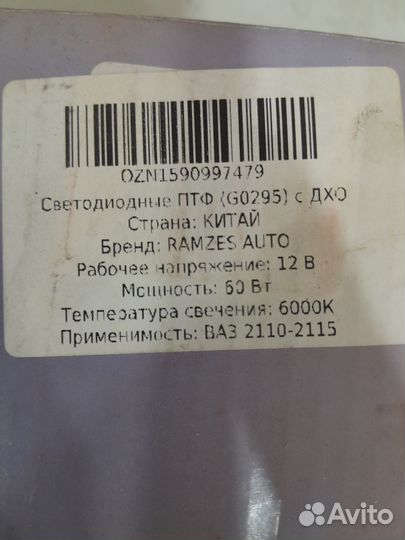 OZN1590997479
Светодиодные ПТФ (G0295) с ДХО
Страна: КИТАЙ
Бренд: RAMZES AUTO
Рабочее напряжение: 12 В
Мощность: 60 Вт
Температура свечения: 6000K
Применимость: ВАЗ 2110-2115
Avito